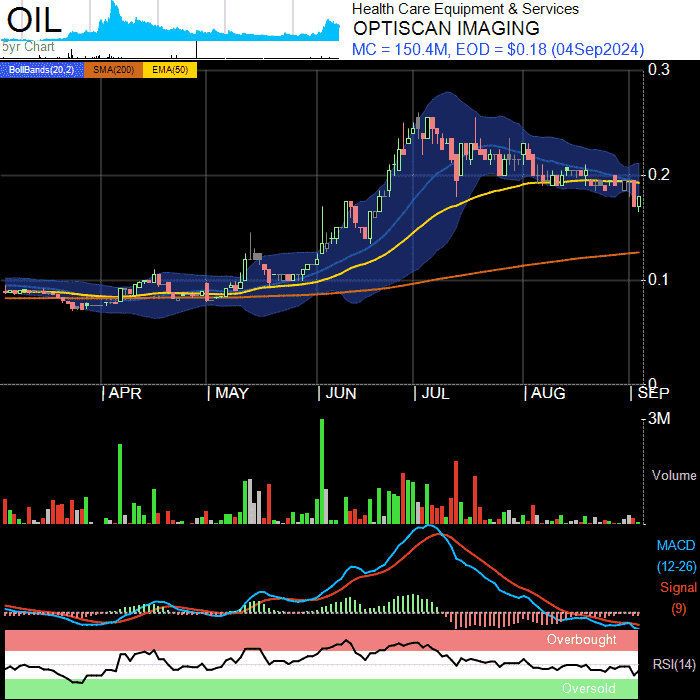 OIL
5yr Chart
Health Care Equipment & Services
OPTISCAN IMAGING
MC = 150.4M, EOD = $0.18 (04Sep2024)
BollBands(20,2) SMA(200) EMA(50)
0.3
0.2
0.1
0
APR MAY JUN JUL AUG SEP
3M
Volume
MACD
(12-26)
Signal
(9)
Overbought
RSI(14)
Oversold